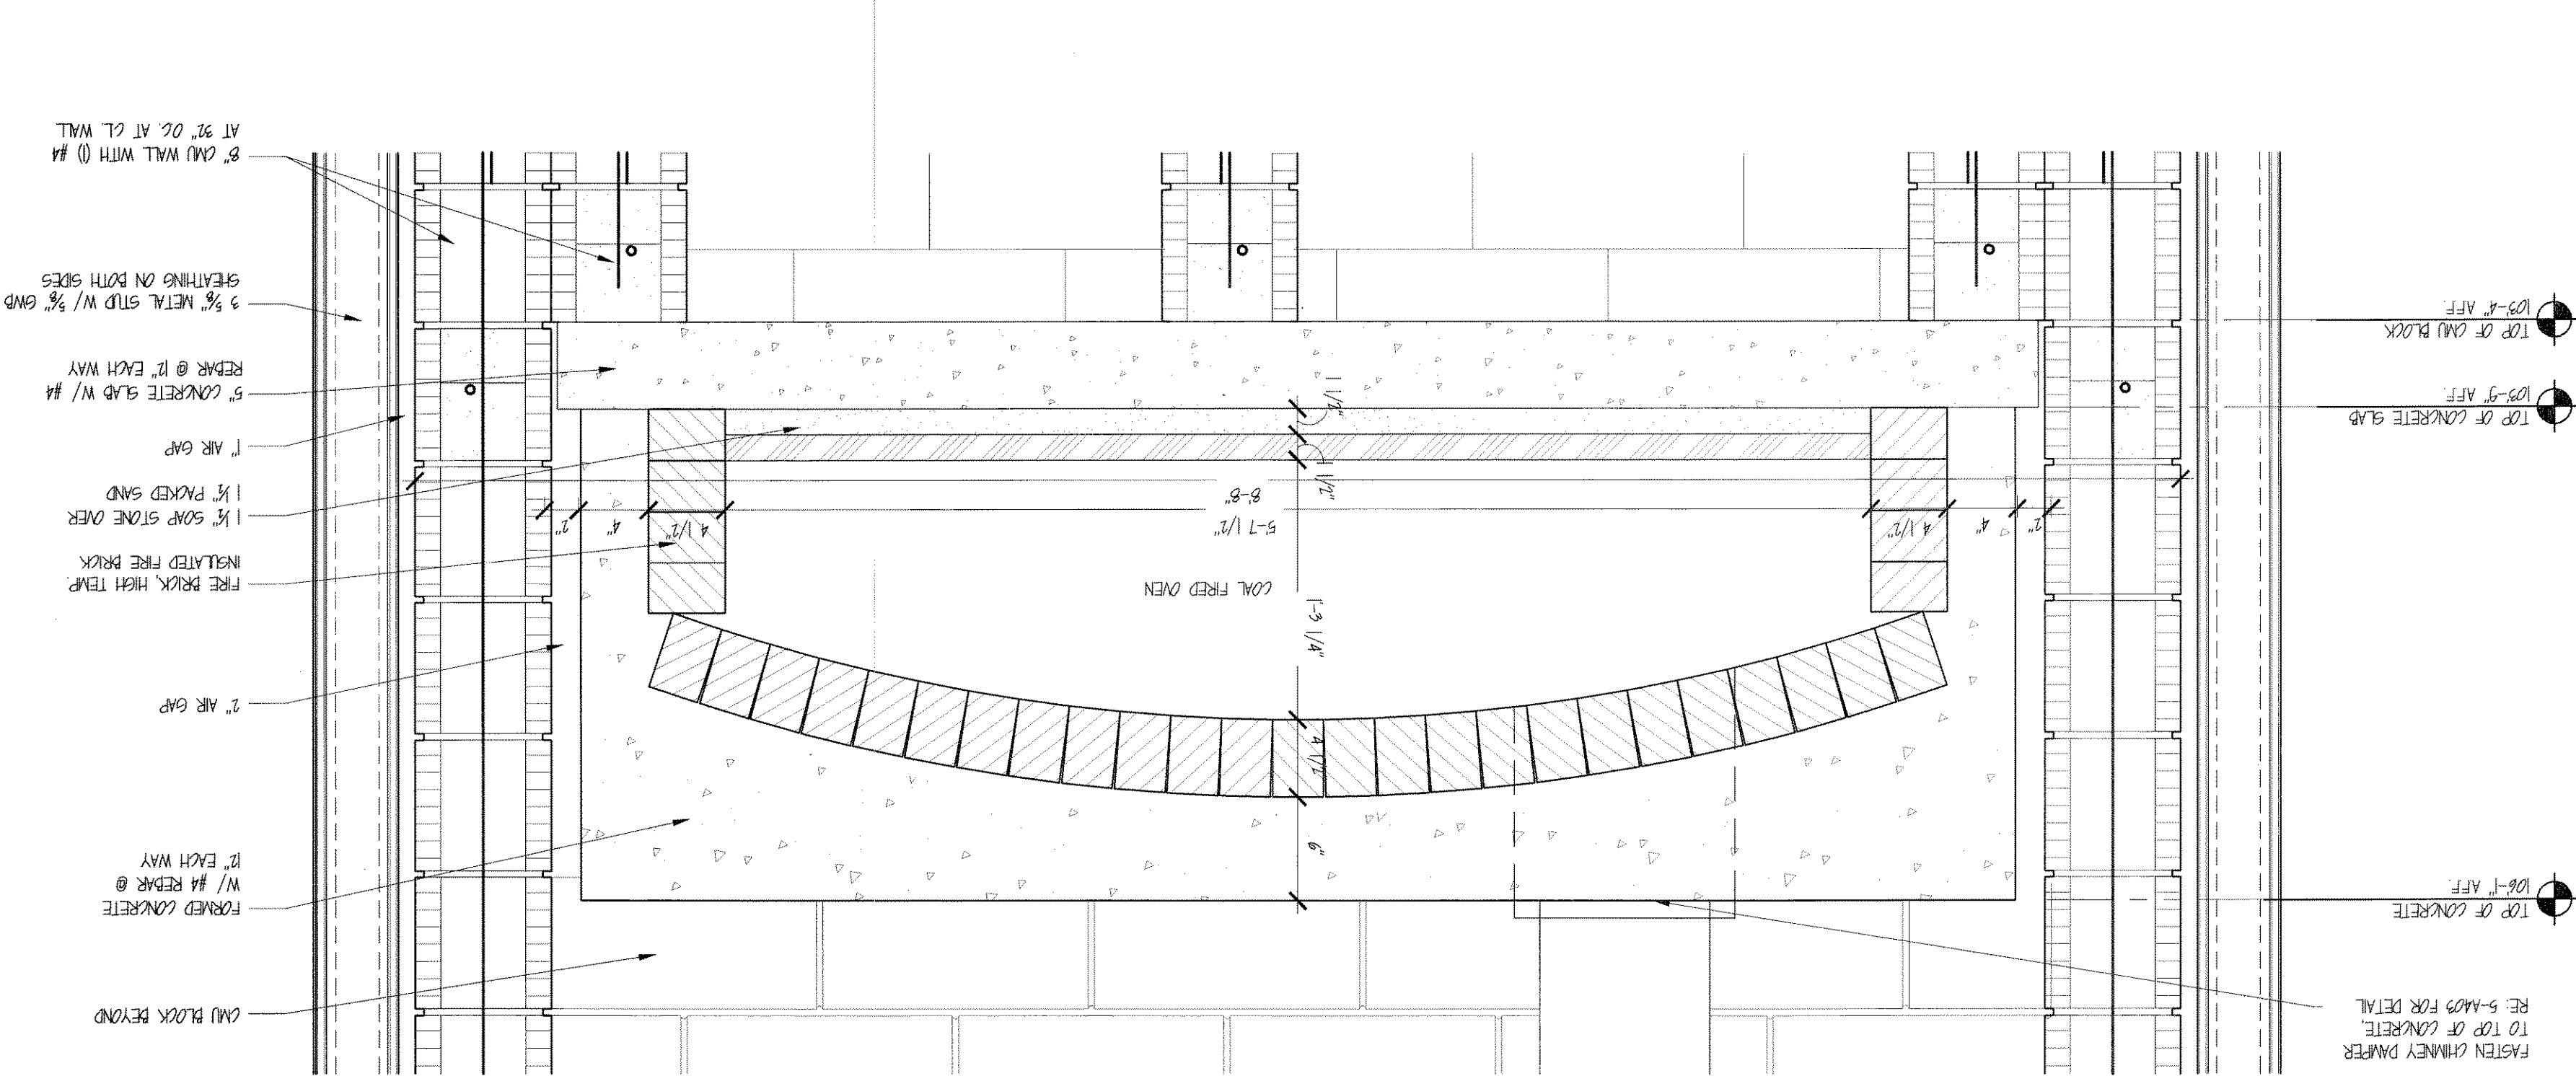 FASTEN CHIMNEY DAMPER
TO TOP OF CONCRETE,
RE: 5-A403 FOR DETAIL
TOP OF CONCRETE
106'-1" AFF.
TOP OF CONCRETE SLAB
103'-9" AFF
TOP OF CMU BLOCK
103'-4" AFF.
6"
4 1/2"
1'-3 1/4"
COAL FIRED OVEN
2"
4"
4 1/2"
5'-7 1/2"
4 1/2"
4"
2"
8'-8"
1 1/2"
1 1/2"
CMU BLOCK BEYOND
FORMED CONCRETE
W/ #4 REBAR @
12" EACH WAY
2" AIR GAP
FIRE BRICK, HIGH TEMP.
INSULATED FIRE BRICK
1 1/2" SOAP STONE OVER
1 1/2" PACKED SAND
1" AIR GAP
5" CONCRETE SLAB W/ #4
REBAR @ 12" EACH WAY
3 5/8" METAL STUD W/ 5/8" GWB
SHEATHING ON BOTH SIDES
8" CMU WALL WITH (1) #4
AT 32" O.C. AT CL. WALL